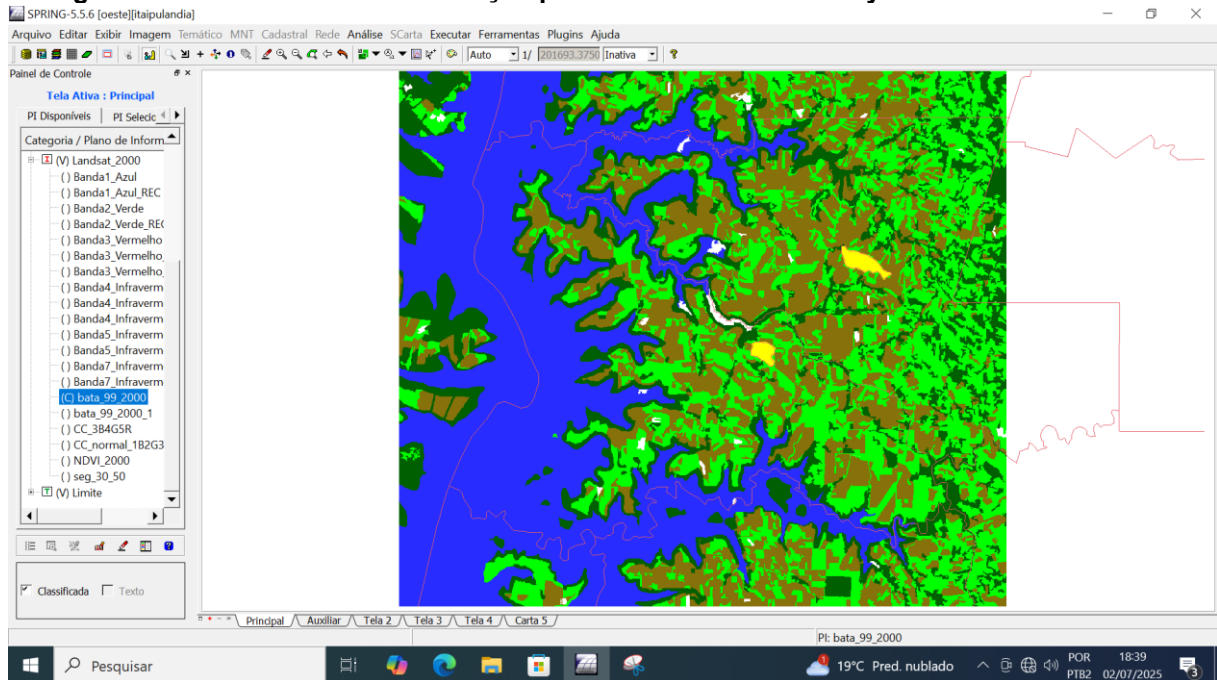 SPRING-5.5.6 [oeste][itaipulandia]
Arquivo Editar Exibir Imagem Temático MNT Cadastral Rede Análise SCarta Executar Ferramentas Plugins Ajuda
Auto 1/ 201693.3750 Inativa
Painel de Controle
Tela Ativa : Principal
PI Disponíveis PI Selecic
Categoria / Plano de Inform
(V) Landsat_2000
( ) Banda1_Azul
( ) Banda1_Azul_REC
( ) Banda2_Verde
( ) Banda2_Verde_REC
( ) Banda3_Vermelho
( ) Banda3_Vermelho_
( ) Banda3_Vermelho_
( ) Banda4_Infraverm
( ) Banda4_Infraverm
( ) Banda4_Infraverm
( ) Banda5_Infraverm
( ) Banda5_Infraverm
( ) Banda7_Infraverm
( ) Banda7_Infraverm
(C) bata_99_2000
( ) bata_99_2000_1
( ) CC_3B4G5R
( ) CC_normal_1B2G3
( ) NDVI_2000
( ) seg_30_50
(V) Limite
Classificada Texto
Principal Auxiliar Tela 2 Tela 3 Tela 4 Carta 5
PI: bata_99_2000
Pesquisar
19°C Pred. nublado
POR
PTB2
18:39
02/07/2025
3